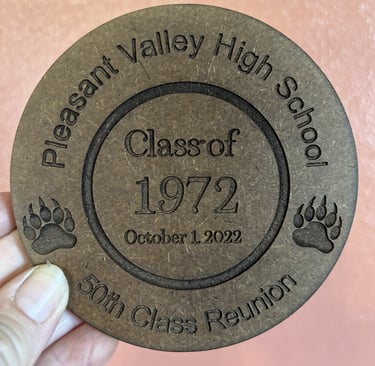 Pleasant Valley High School
Class of
1972
October 1, 2022
50th Class Reunion